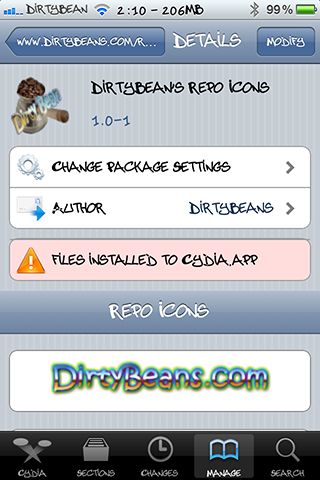 DIRTYBEAN 2:10 - 206MB 99%
WWW.DIRTYBEANS.COM/R... DETAILS MODIFY
DirtyBeans
DIRTYBEAN'S REPO ICONS
1.0-1
CHANGE PACKAGE SETTINGS
AUTHOR DIRTYBEANS
FILES INSTALLED TO CYDIA.APP
REPO ICONS
DirtyBeans.com
CYDIA SECTIONS CHANGES MANAGE SEARCH